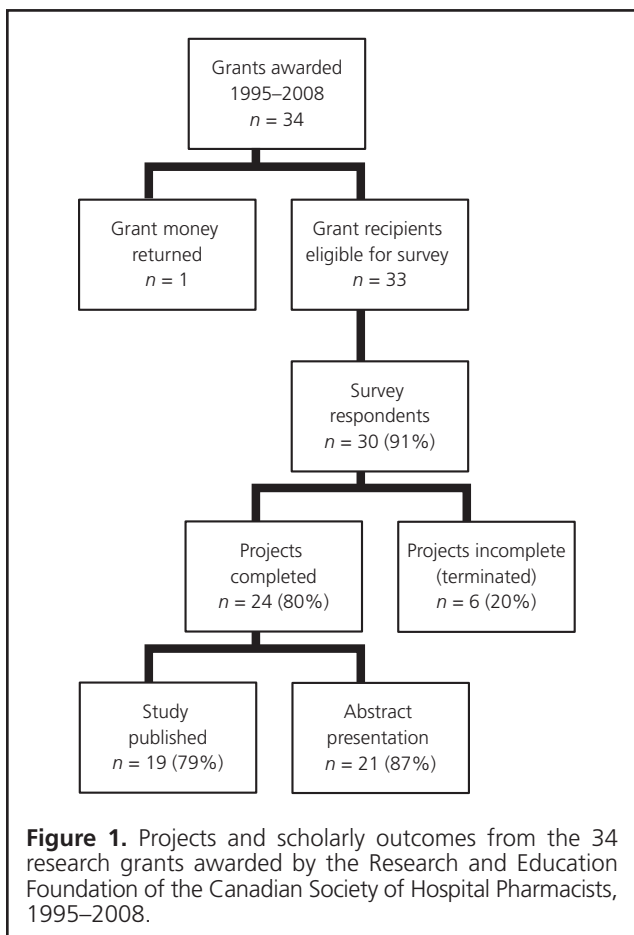 Grants awarded
1995–2008
n = 34
Grant money
returned
n = 1
Grant recipients
eligible for survey
n = 33
Survey
respondents
n = 30 (91%)
Projects
completed
n = 24 (80%)
Projects incomplete
(terminated)
n = 6 (20%)
Study
published
n = 19 (79%)
Abstract
presentation
n = 21 (87%)
Figure 1. Projects and scholarly outcomes from the 34
research grants awarded by the Research and Education
Foundation of the Canadian Society of Hospital Pharmacists,
1995–2008.